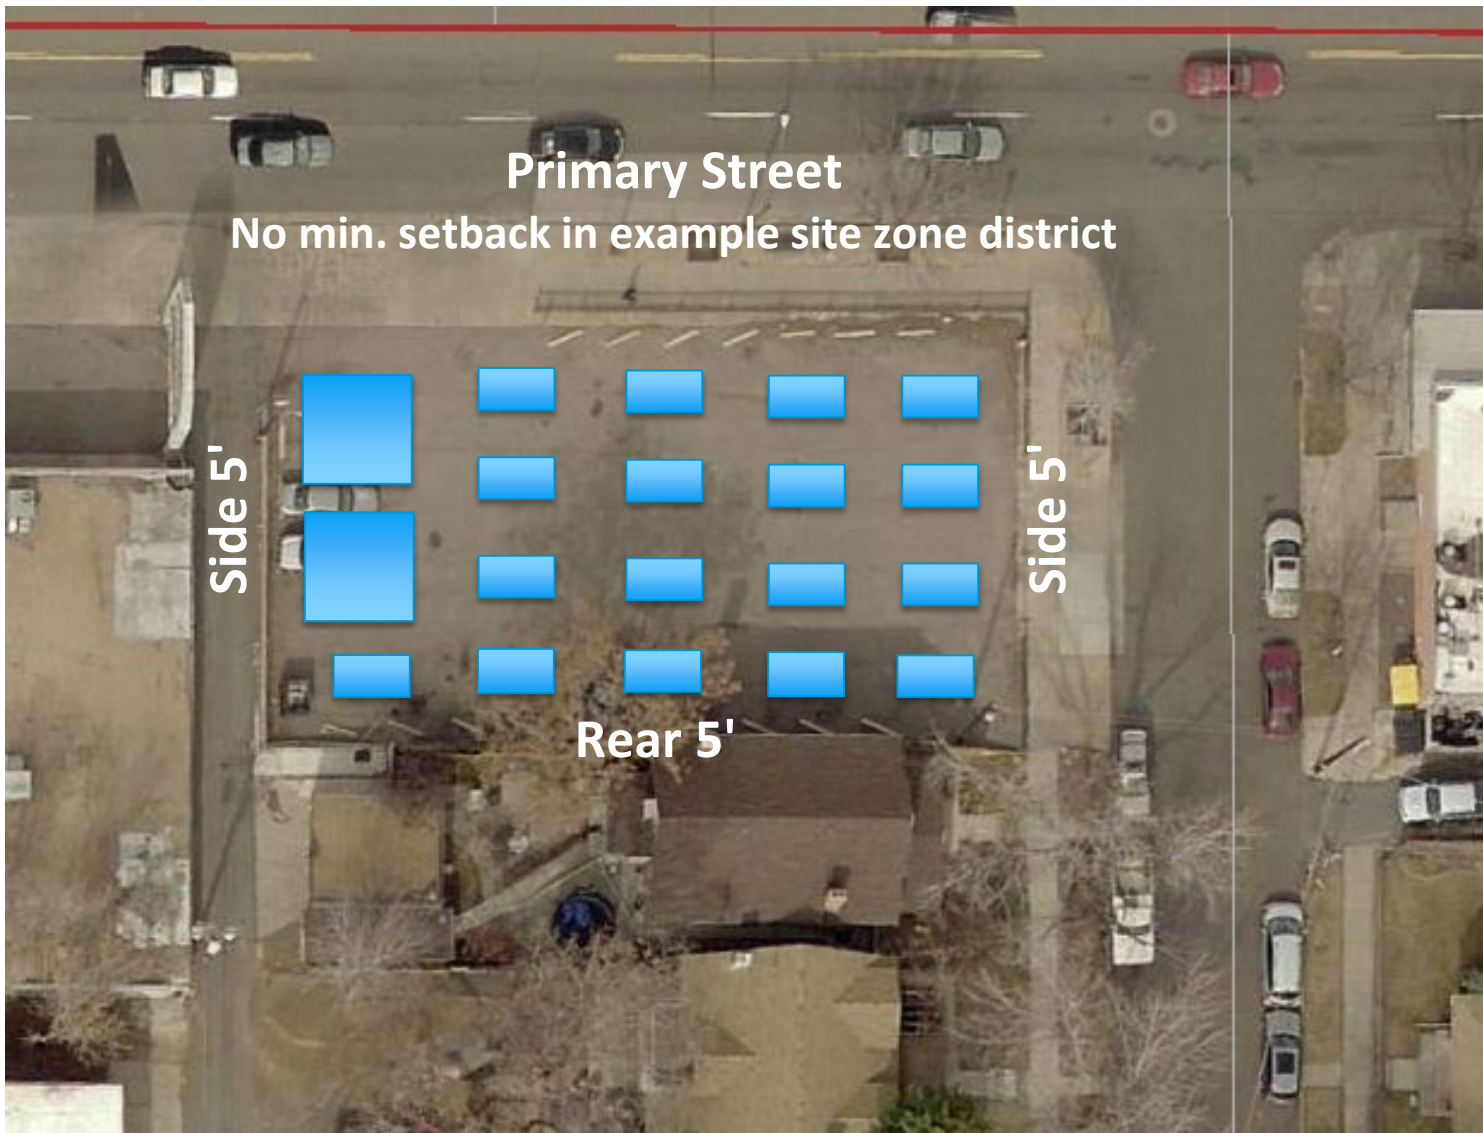 Primary Street
No min. setback in example site zone district
Side 5'
Side 5'
Rear 5'